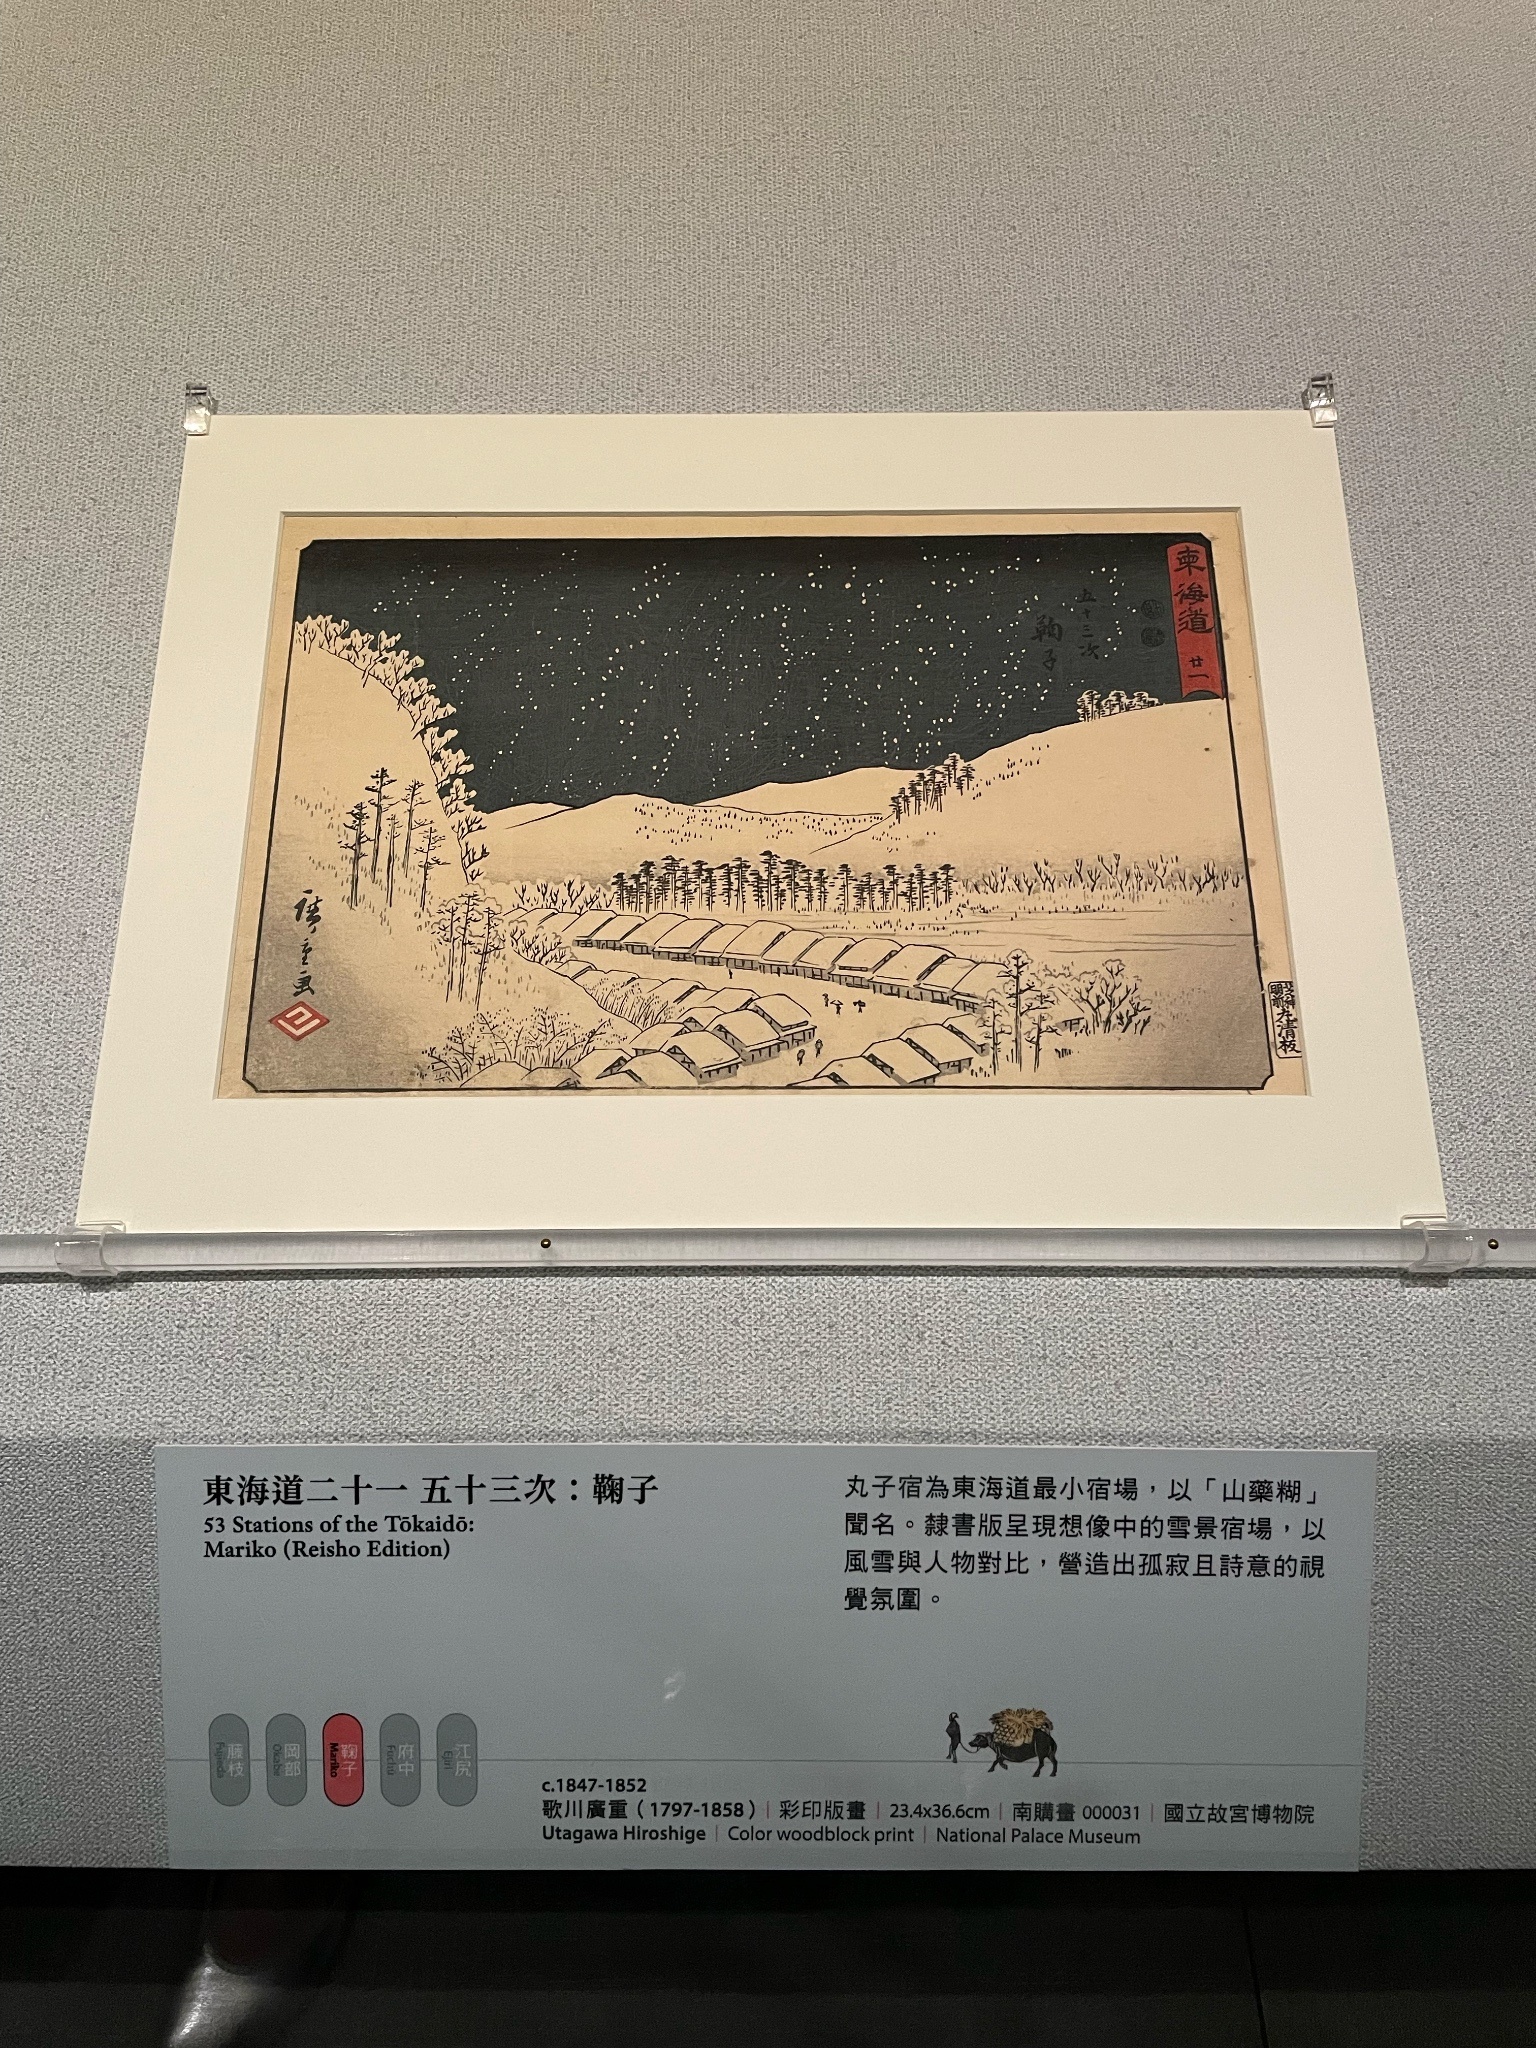 東海道
廿一
五十三次
鞠子
廣重画
東海道二十一 五十三次：鞠子
53 Stations of the Tōkaidō:
Mariko (Reisho Edition)
丸子宿為東海道最小宿場，以「山藥糊」
聞名。隸書版呈現想像中的雪景宿場，以
風雪與人物對比，營造出孤寂且詩意的視
覺氛圍。
藤枝
Fujieda
岡部
Okabe
鞠子
Mariko
府中
Fuchū
江尻
Ejiri
c.1847-1852
歌川廣重（1797-1858）| 彩印版畫 | 23.4x36.6cm | 南購畫 000031 | 國立故宮博物院
Utagawa Hiroshige | Color woodblock print | National Palace Museum